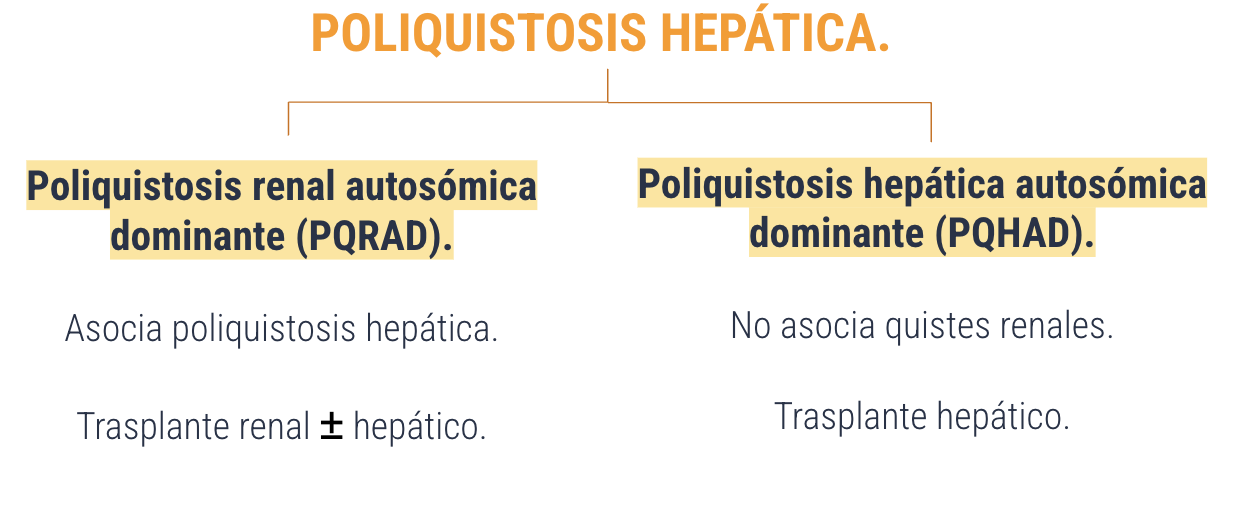 POLIQUISTOSIS HEPÁTICA.
Poliquistosis renal autosómica
dominante (PQRAD).
Asocia poliquistosis hepática.
Trasplante renal ± hepático.
Poliquistosis hepática autosómica
dominante (PQHAD).
No asocia quistes renales.
Trasplante hepático.